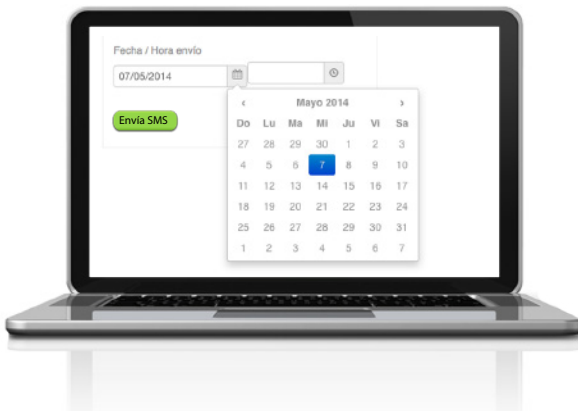 Fecha / Hora envío
07/05/2014
Envía SMS
‹ Mayo 2014 ›
Do Lu Ma Mi Ju Vi Sa
27 28 29 30 1 2 3
4 5 6 7 8 9 10
11 12 13 14 15 16 17
18 19 20 21 22 23 24
25 26 27 28 29 30 31
1 2 3 4 5 6 7